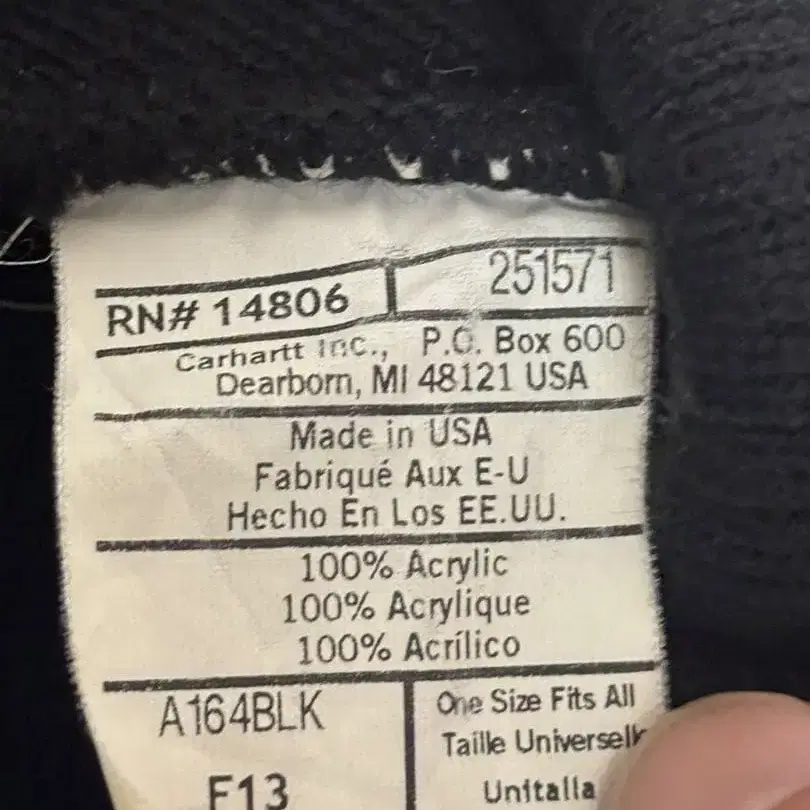 RN# 14806 251571
Carhartt Inc., P.O. Box 600
Dearborn, MI 48121 USA
Made in USA
Fabriqué Aux E-U
Hecho En Los EE.UU.
100% Acrylic
100% Acrylique
100% Acrílico
A164BLK
One Size Fits All
Taille Universelle
F13
Unitalla